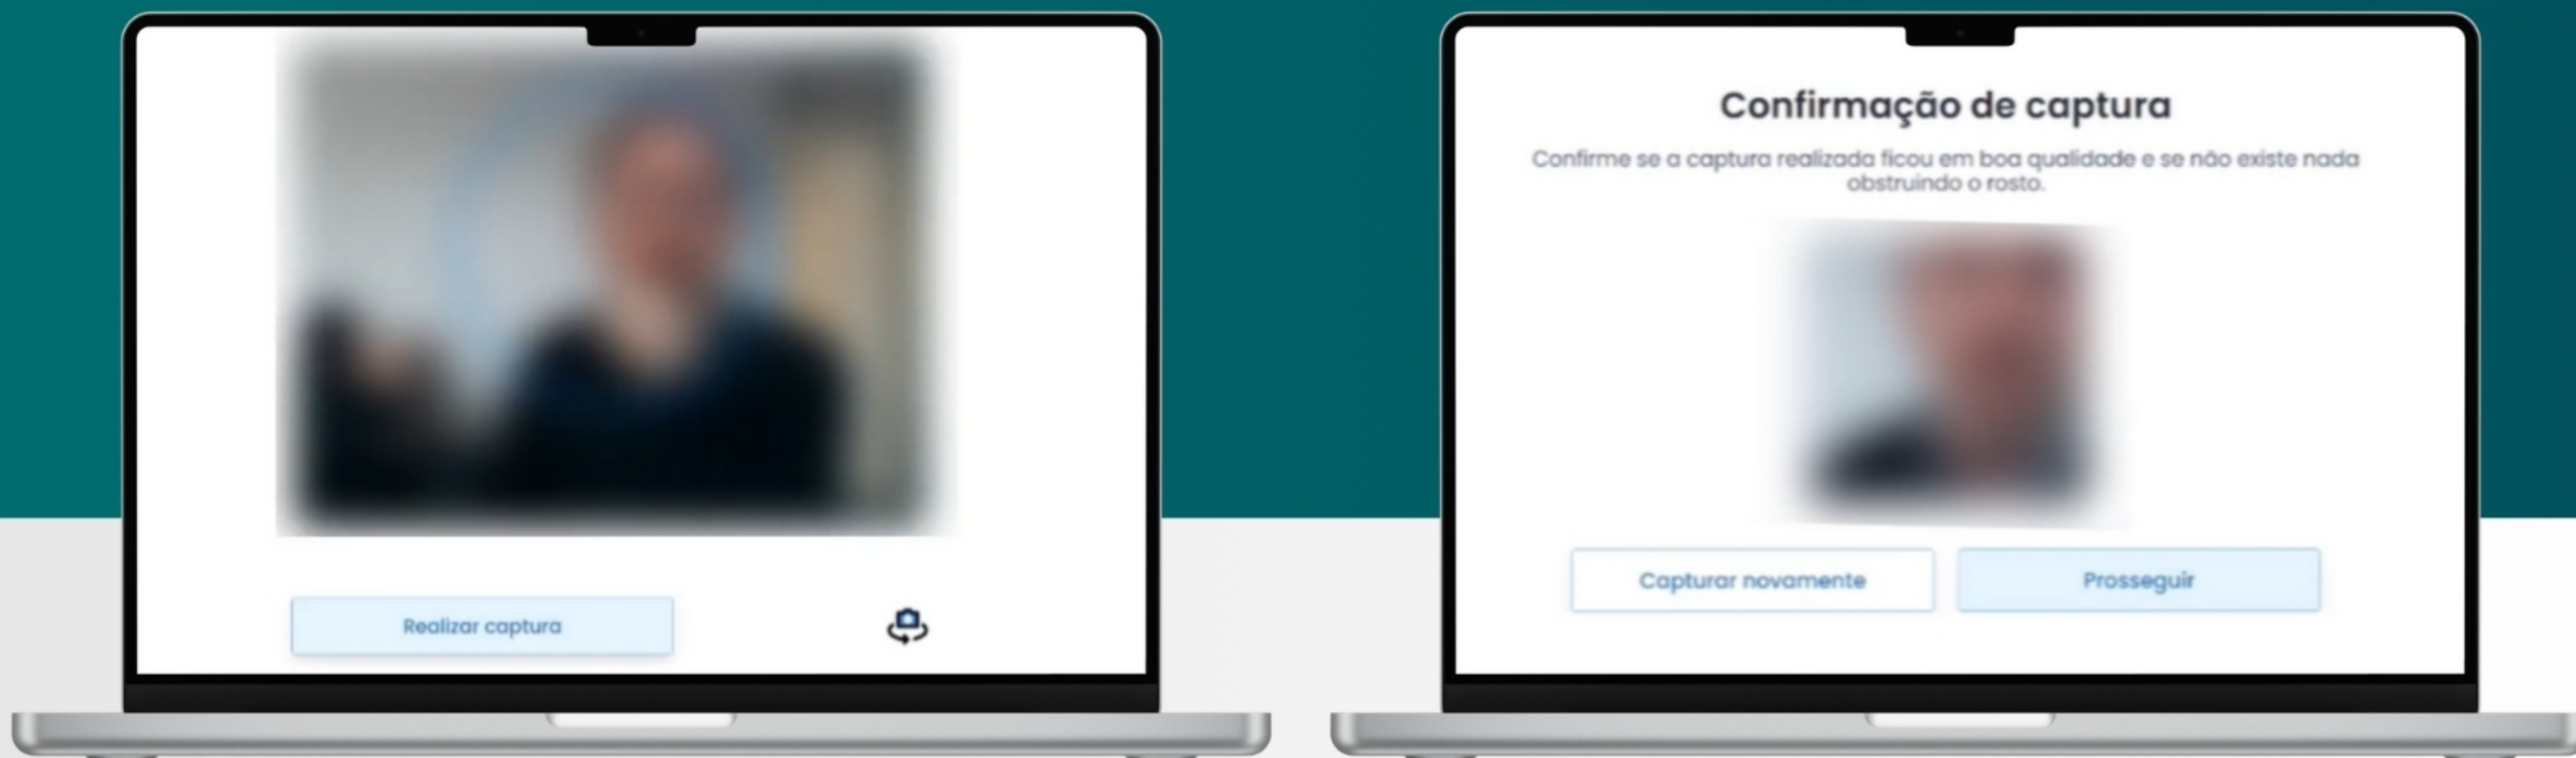 Realizar captura
Confirmação de captura
Confirme se a captura realizada ficou em boa qualidade e se não existe nada
obstruindo o rosto.
Capturar novamente
Prosseguir